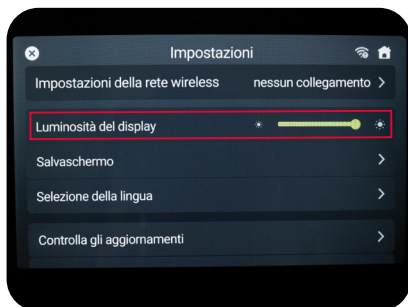 Impostazioni
Impostazioni della rete wireless nessun collegamento
Luminosità del display
Salvaschermo
Selezione della lingua
Controlla gli aggiornamenti